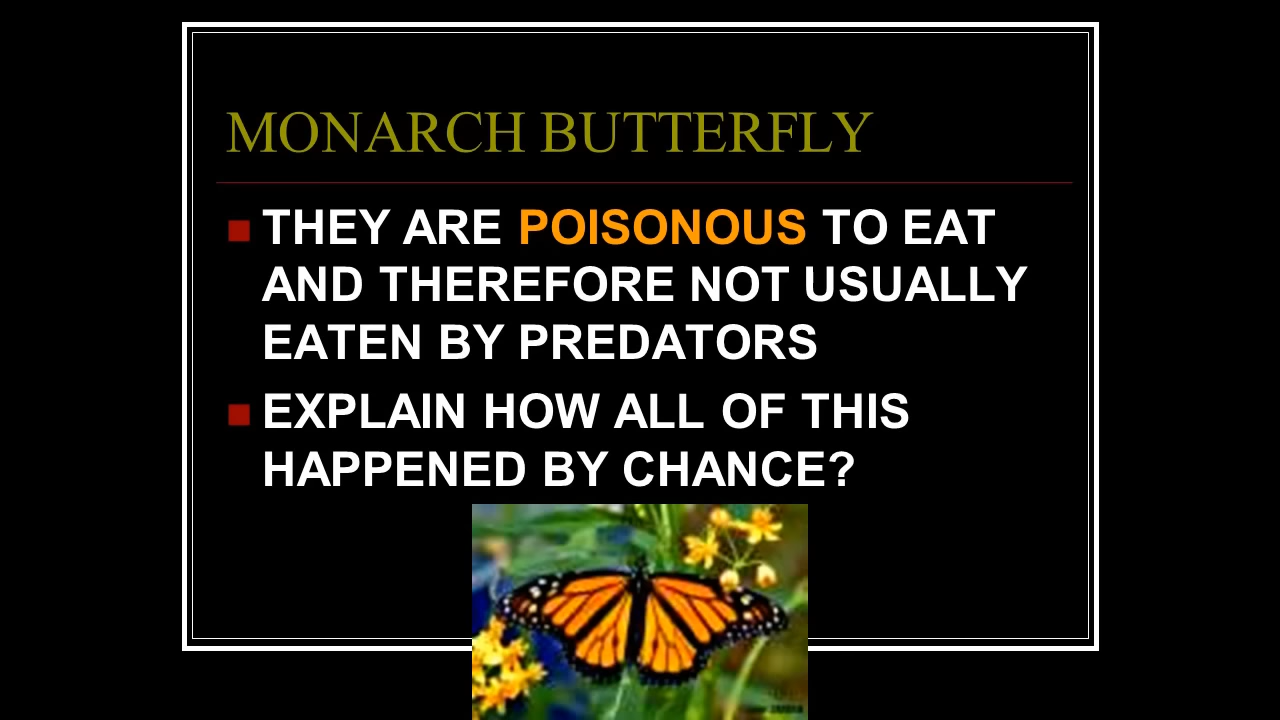 MONARCH BUTTERFLY
THEY ARE POISONOUS TO EAT
AND THEREFORE NOT USUALLY
EATEN BY PREDATORS
EXPLAIN HOW ALL OF THIS
HAPPENED BY CHANCE?